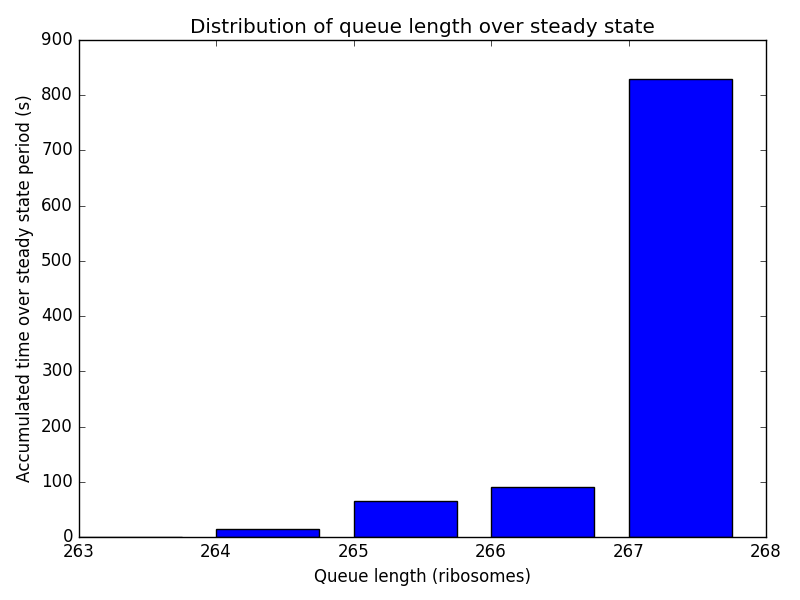 Distribution of queue length over steady state
900
800
700
600
500
400
300
200
100
0
Accumulated time over steady state period (s)
263 264 265 266 267 268
Queue length (ribosomes)